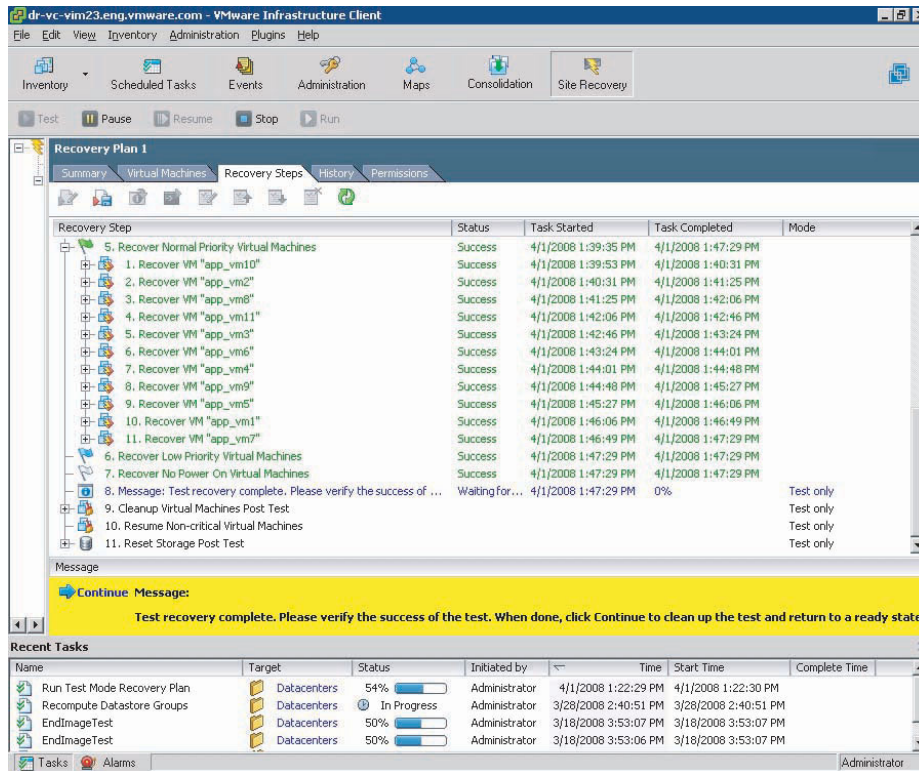 dr-vc-vim23.eng.vmware.com - VMware Infrastructure Client
File Edit View Inventory Administration Plugins Help
Inventory Scheduled Tasks Events Administration Maps Consolidation Site Recovery
Test Pause Resume Stop Run
Recovery Plan 1
Summary Virtual Machines Recovery Steps History Permissions
Recovery Step Status Task Started Task Completed Mode
5. Recover Normal Priority Virtual Machines Success 4/1/2008 1:39:35 PM 4/1/2008 1:47:29 PM
1. Recover VM "app_vm10" Success 4/1/2008 1:39:53 PM 4/1/2008 1:40:31 PM
2. Recover VM "app_vm2" Success 4/1/2008 1:40:31 PM 4/1/2008 1:41:25 PM
3. Recover VM "app_vm8" Success 4/1/2008 1:41:25 PM 4/1/2008 1:42:06 PM
4. Recover VM "app_vm11" Success 4/1/2008 1:42:06 PM 4/1/2008 1:42:46 PM
5. Recover VM "app_vm3" Success 4/1/2008 1:42:46 PM 4/1/2008 1:43:24 PM
6. Recover VM "app_vm6" Success 4/1/2008 1:43:24 PM 4/1/2008 1:44:01 PM
7. Recover VM "app_vm4" Success 4/1/2008 1:44:01 PM 4/1/2008 1:44:48 PM
8. Recover VM "app_vm9" Success 4/1/2008 1:44:48 PM 4/1/2008 1:45:27 PM
9. Recover VM "app_vm5" Success 4/1/2008 1:45:27 PM 4/1/2008 1:46:06 PM
10. Recover VM "app_vm1" Success 4/1/2008 1:46:06 PM 4/1/2008 1:46:49 PM
11. Recover VM "app_vm7" Success 4/1/2008 1:46:49 PM 4/1/2008 1:47:29 PM
6. Recover Low Priority Virtual Machines Success 4/1/2008 1:47:29 PM 4/1/2008 1:47:29 PM
7. Recover No Power On Virtual Machines Success 4/1/2008 1:47:29 PM 4/1/2008 1:47:29 PM
8. Message: Test recovery complete. Please verify the success of ... Waiting for... 4/1/2008 1:47:29 PM 0% Test only
9. Cleanup Virtual Machines Post Test Test only
10. Resume Non-critical Virtual Machines Test only
11. Reset Storage Post Test Test only
Message
Continue Message:
Test recovery complete. Please verify the success of the test. When done, click Continue to clean up the test and return to a ready state
Recent Tasks
Name Target Status Initiated by Time Start Time Complete Time
Run Test Mode Recovery Plan Datacenters 54% Administrator 4/1/2008 1:22:29 PM 4/1/2008 1:22:30 PM
Recompute Datastore Groups Datacenters In Progress Administrator 3/28/2008 2:40:51 PM 3/28/2008 2:40:51 PM
EndImageTest Datacenters 50% Administrator 3/18/2008 3:53:07 PM 3/18/2008 3:53:07 PM
EndImageTest Datacenters 50% Administrator 3/18/2008 3:53:06 PM 3/18/2008 3:53:07 PM
Tasks Alarms Administrator